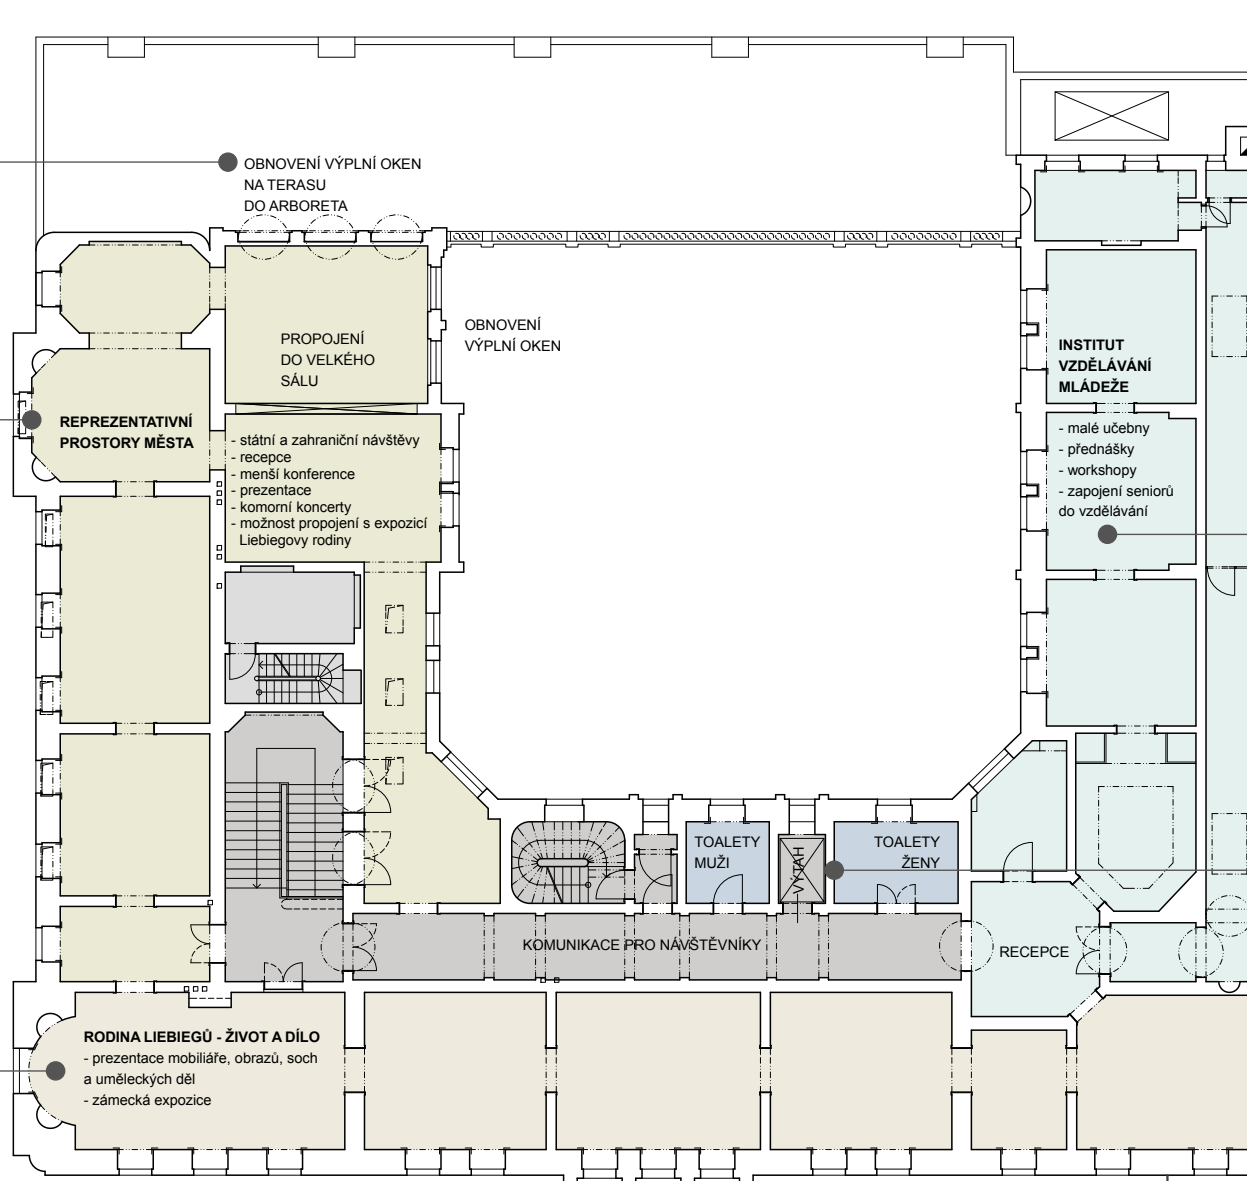 OBNOVENÍ VÝPLNÍ OKEN
NA TERASU
DO ARBORETA
PROPOJENÍ
DO VELKÉHO
SÁLU
OBNOVENÍ
VÝPLNÍ OKEN
REPREZENTATIVNÍ
PROSTORY MĚSTA
- státní a zahraniční návštěvy
- recepce
- menší konference
- prezentace
- komorní koncerty
- možnost propojení s expozicí
Liebiegovy rodiny
INSTITUT
VZDĚLÁVÁNÍ
MLÁDEŽE
- malé učebny
- přednášky
- workshopy
- zapojení seniorů
do vzdělávání
TOALETY
MUŽI
VÝTAH
TOALETY
ŽENY
KOMUNIKACE PRO NÁVŠTĚVNÍKY
RECEPCE
RODINA LIEBIEGŮ - ŽIVOT A DÍLO
- prezentace mobiliáře, obrazů, soch
a uměleckých děl
- zámecká expozice